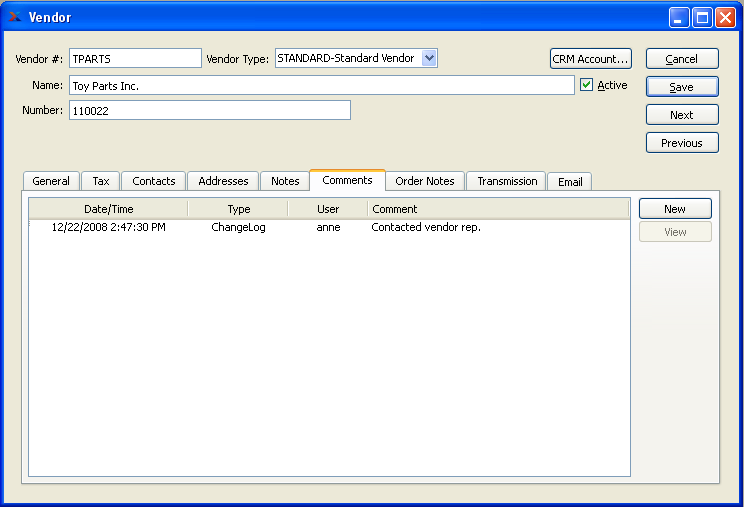 Vendor
Vendor #: TPARTS Vendor Type: STANDARD-Standard Vendor CRM Account... Cancel
Name: Toy Parts Inc. Active Save
Number: 110022 Next
Previous
General Tax Contacts Addresses Notes Comments Order Notes Transmission Email
Date/Time Type User Comment New
12/22/2008 2:47:30 PM ChangeLog anne Contacted vendor rep. View